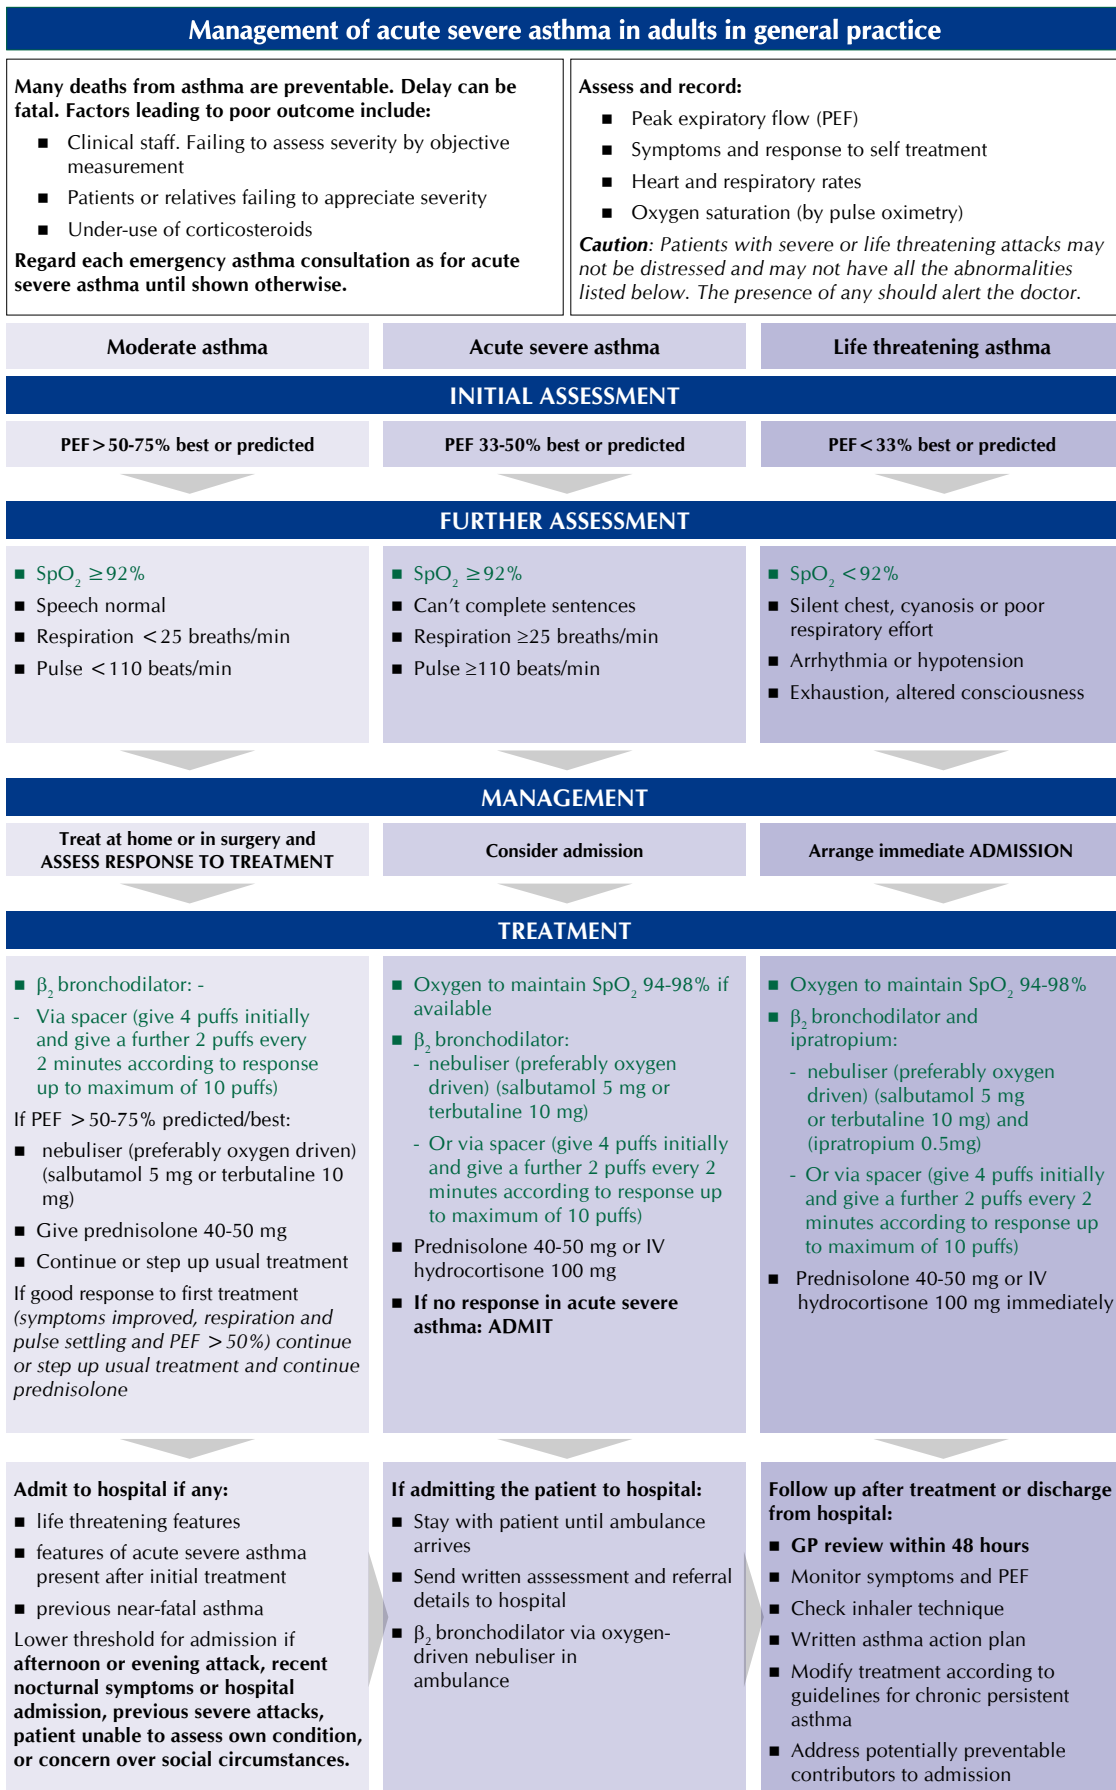 Management of acute severe asthma in adults in general practice
Many deaths from asthma are preventable. Delay can be
fatal. Factors leading to poor outcome include:
■ Clinical staff. Failing to assess severity by objective
measurement
■ Patients or relatives failing to appreciate severity
■ Under-use of corticosteroids
Regard each emergency asthma consultation as for acute
severe asthma until shown otherwise.
Assess and record:
■ Peak expiratory flow (PEF)
■ Symptoms and response to self treatment
■ Heart and respiratory rates
■ Oxygen saturation (by pulse oximetry)
Caution: Patients with severe or life threatening attacks may
not be distressed and may not have all the abnormalities
listed below. The presence of any should alert the doctor.
Moderate asthma
Acute severe asthma
Life threatening asthma
INITIAL ASSESSMENT
PEF>50-75% best or predicted
PEF 33-50% best or predicted
PEF<33% best or predicted
FURTHER ASSESSMENT
■ SpO₂ ≥92%
■ Speech normal
■ Respiration <25 breaths/min
■ Pulse <110 beats/min
■ SpO₂ ≥92%
■ Can't complete sentences
■ Respiration ≥25 breaths/min
■ Pulse ≥110 beats/min
■ SpO₂ <92%
■ Silent chest, cyanosis or poor
respiratory effort
■ Arrhythmia or hypotension
■ Exhaustion, altered consciousness
MANAGEMENT
Treat at home or in surgery and
ASSESS RESPONSE TO TREATMENT
Consider admission
Arrange immediate ADMISSION
TREATMENT
■ β₂ bronchodilator: -
- Via spacer (give 4 puffs initially
and give a further 2 puffs every
2 minutes according to response
up to maximum of 10 puffs)
If PEF >50-75% predicted/best:
■ nebuliser (preferably oxygen driven)
(salbutamol 5 mg or terbutaline 10
mg)
■ Give prednisolone 40-50 mg
■ Continue or step up usual treatment
If good response to first treatment
(symptoms improved, respiration and
pulse settling and PEF >50%) continue
or step up usual treatment and continue
prednisolone
■ Oxygen to maintain SpO₂ 94-98% if
available
■ β₂ bronchodilator:
- nebuliser (preferably oxygen
driven) (salbutamol 5 mg or
terbutaline 10 mg)
- Or via spacer (give 4 puffs initially
and give a further 2 puffs every 2
minutes according to response up
to maximum of 10 puffs)
■ Prednisolone 40-50 mg or IV
hydrocortisone 100 mg
■ If no response in acute severe
asthma: ADMIT
■ Oxygen to maintain SpO₂ 94-98%
■ β₂ bronchodilator and
ipratropium:
- nebuliser (preferably oxygen
driven) (salbutamol 5 mg
or terbutaline 10 mg) and
(ipratropium 0.5mg)
- Or via spacer (give 4 puffs initially
and give a further 2 puffs every 2
minutes according to response up
to maximum of 10 puffs)
■ Prednisolone 40-50 mg or IV
hydrocortisone 100 mg immediately
Admit to hospital if any:
■ life threatening features
■ features of acute severe asthma
present after initial treatment
■ previous near-fatal asthma
Lower threshold for admission if
afternoon or evening attack, recent
nocturnal symptoms or hospital
admission, previous severe attacks,
patient unable to assess own condition,
or concern over social circumstances.
If admitting the patient to hospital:
■ Stay with patient until ambulance
arrives
■ Send written asssessment and referral
details to hospital
■ β₂ bronchodilator via oxygen-
driven nebuliser in
ambulance
Follow up after treatment or discharge
from hospital:
■ GP review within 48 hours
■ Monitor symptoms and PEF
■ Check inhaler technique
■ Written asthma action plan
■ Modify treatment according to
guidelines for chronic persistent
asthma
■ Address potentially preventable
contributors to admission